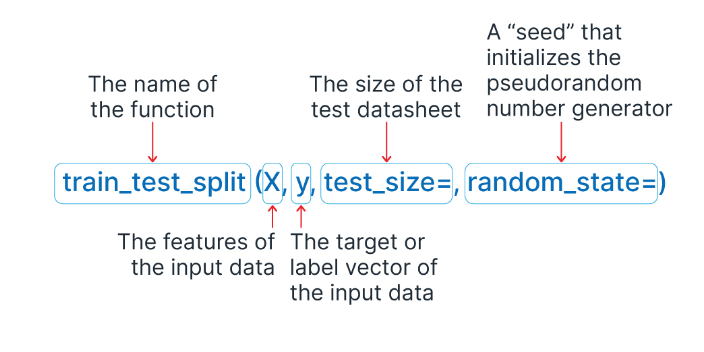 The name of
the function
The size of the
test datasheet
A “seed” that
initializes the
pseudorandom
number generator
train_test_split (X, y, test_size=, random_state=)
The features of
the input data
The target or
label vector of
the input data